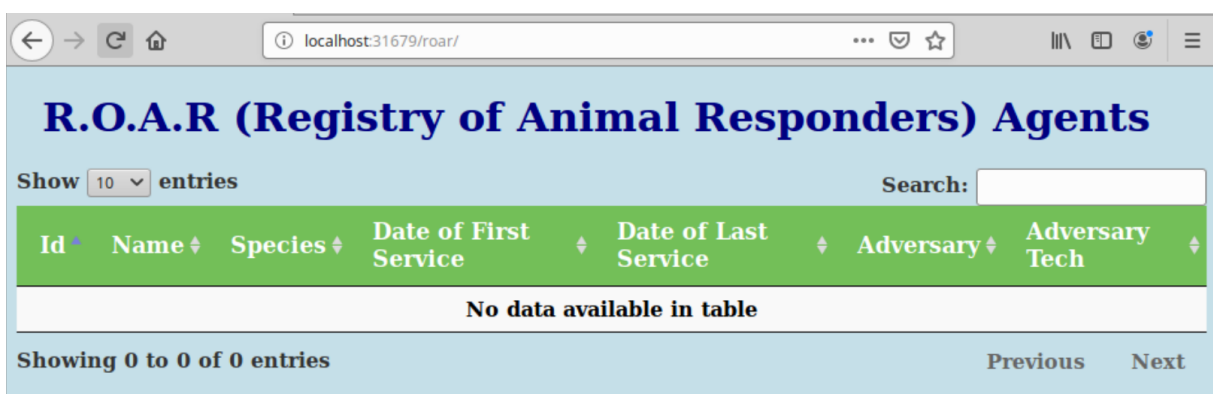 localhost:31679/roar/
R.O.A.R (Registry of Animal Responders) Agents
Show 10 entries
Search:
Id Name Species Date of First Service Date of Last Service Adversary Adversary Tech
No data available in table
Showing 0 to 0 of 0 entries
Previous Next